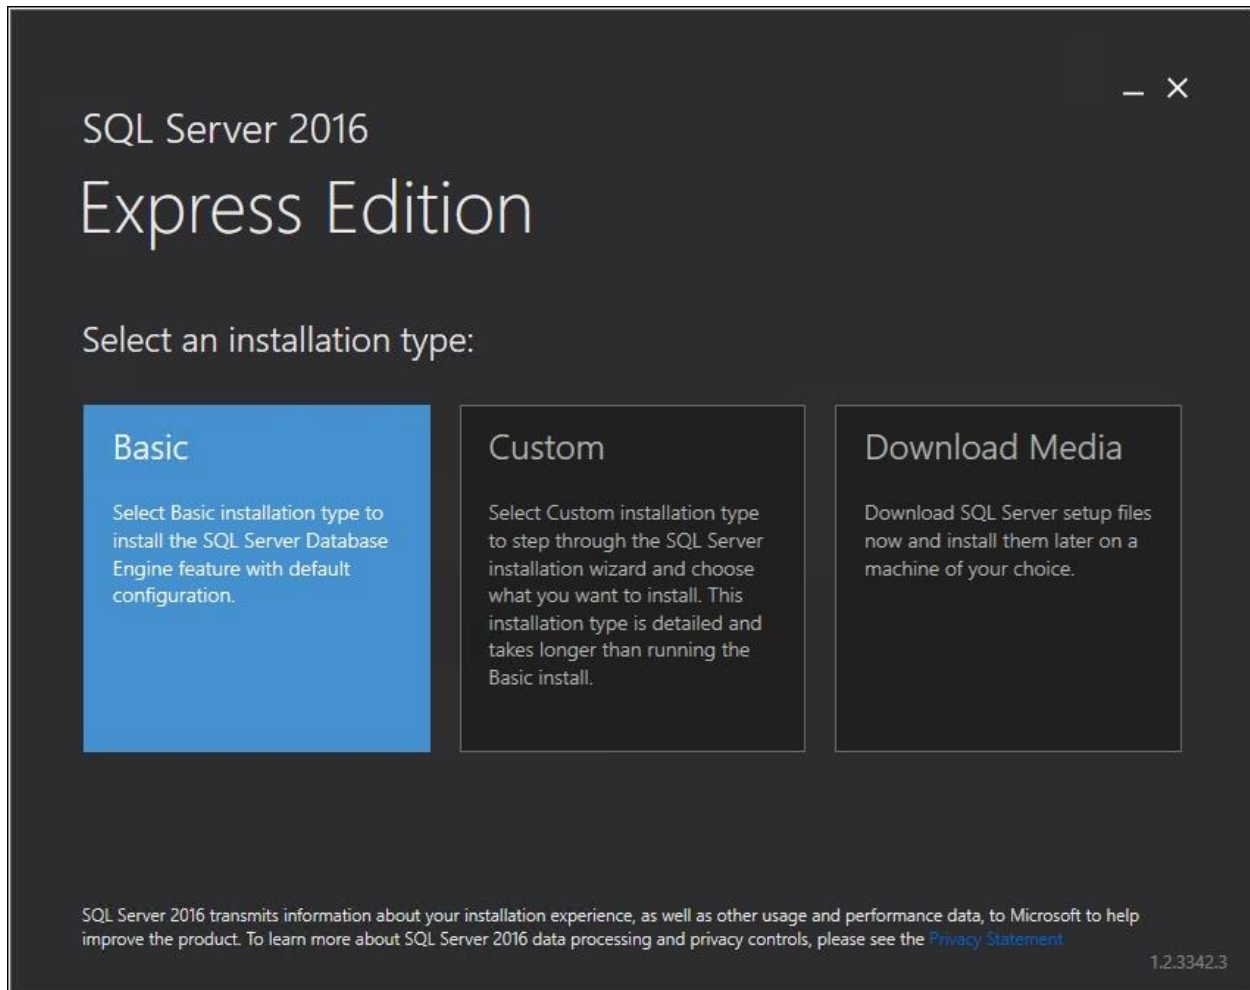 SQL Server 2016
Express Edition
Select an installation type:
Basic
Select Basic installation type to
install the SQL Server Database
Engine feature with default
configuration.
Custom
Select Custom installation type
to step through the SQL Server
installation wizard and choose
what you want to install. This
installation type is detailed and
takes longer than running the
Basic install.
Download Media
Download SQL Server setup files
now and install them later on a
machine of your choice.
SQL Server 2016 transmits information about your installation experience, as well as other usage and performance data, to Microsoft to help
improve the product. To learn more about SQL Server 2016 data processing and privacy controls, please see the Privacy Statement
1.2.3342.3